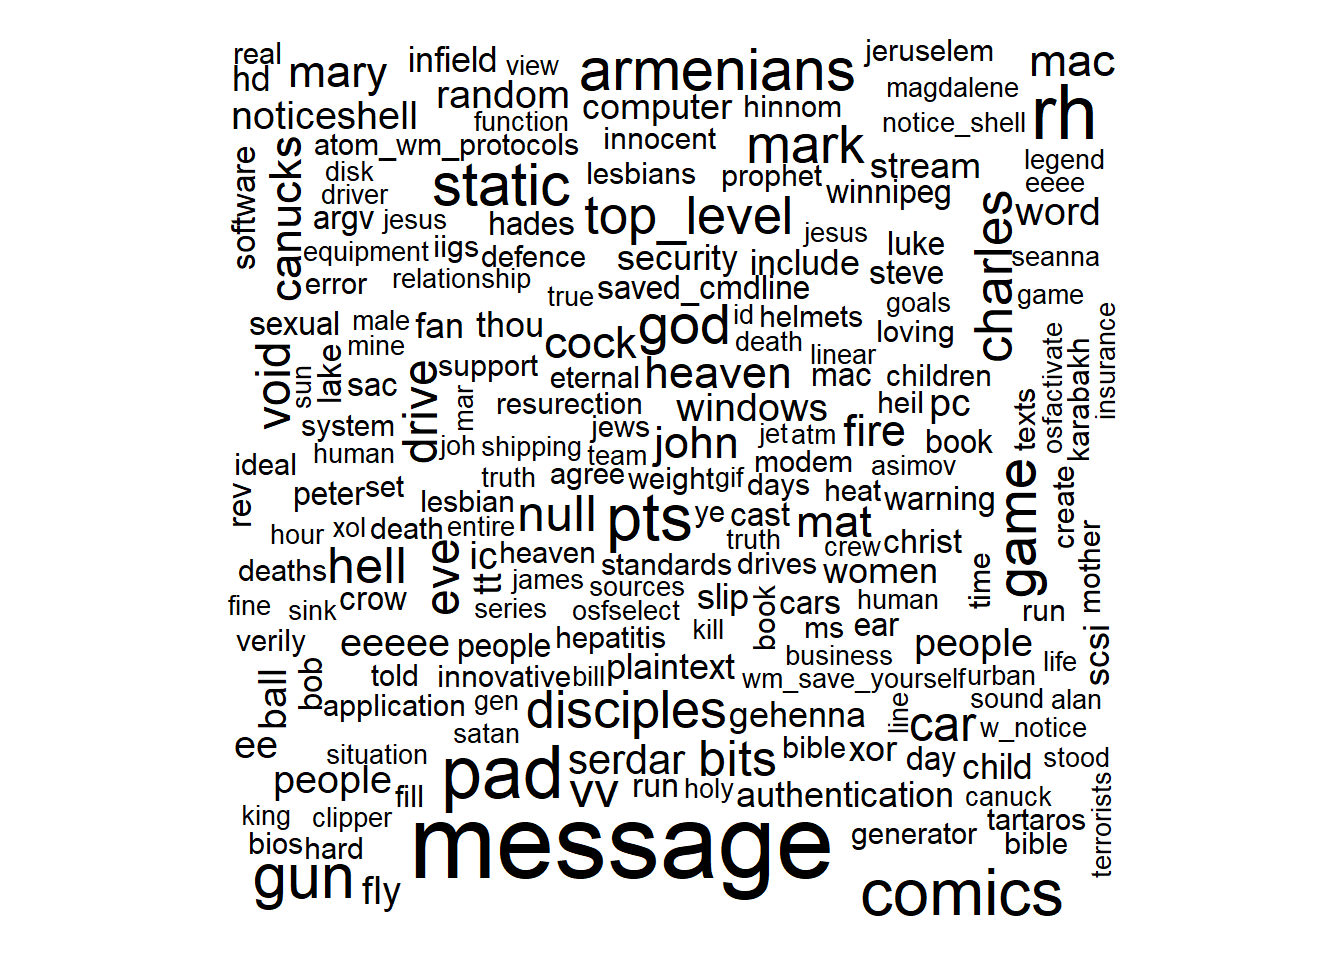 real mary infield view armenians jeruselem mac
hd random computer hinnom magdalene rh
noticeshell function innocent mark notice_shell
software canucks atom_wm_protocols lesbians prophet stream legend
disk static winnipeg eeee
driver top_level charles word
argv jesus hades jesus luke seanna
equipment iigs defence security include steve
error relationship true saved_cmdline goals game
sexual male fan thou cock god id helmets loving insurance
void mine death linear
sun lake sac drive support eternal heaven mac children
mar resurection windows heil pc texts osfactivate karabakh
system joh shipping jews john jet atm fire book
ideal human team modem asimov
rev peter set truth agree weight gif days heat warning game create
lesbian null pts ye cast mat
hour xol death entire truth crew christ mother
deaths hell eve ic heaven standards drives women time
tt james sources
fine sink crow series osfselect slip book cars human run
verily eeeee people hepatitis kill ms ear people scsi
ball bob told innovative bill plaintext business life
application gen wm_save_yourself urban
satan disciples gehenna line car sound alan
ee situation w_notice
people fill pad serdar bits bible xor day child stood
vv run holy authentication canuck terrorists
king clipper message generator tartaros
bios hard bible
gun fly comics